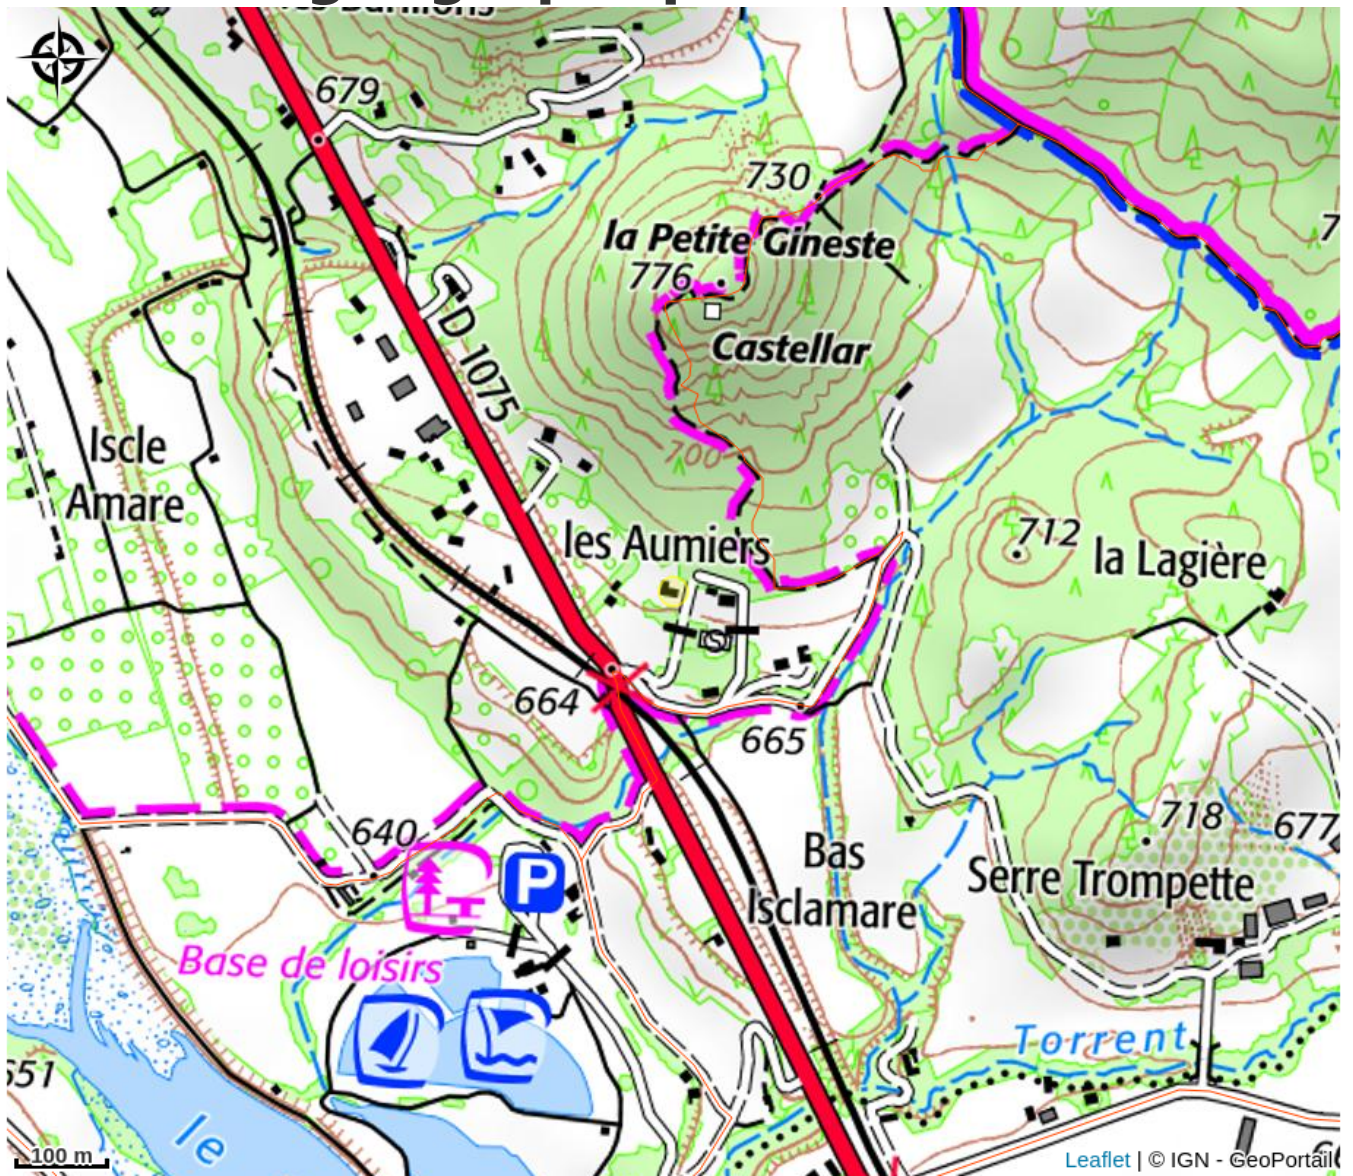 679
730
la Petite Gineste
776
Castellar
D 1075
Iscle
Amare
700
les Aumiers
712
la Lagière
S
664
665
640
718
677
P
Bas
Isclamare
Serre Trompette
Base de loisirs
Torrent
651
le
100 m
Leaflet | © IGN - GeoPortail